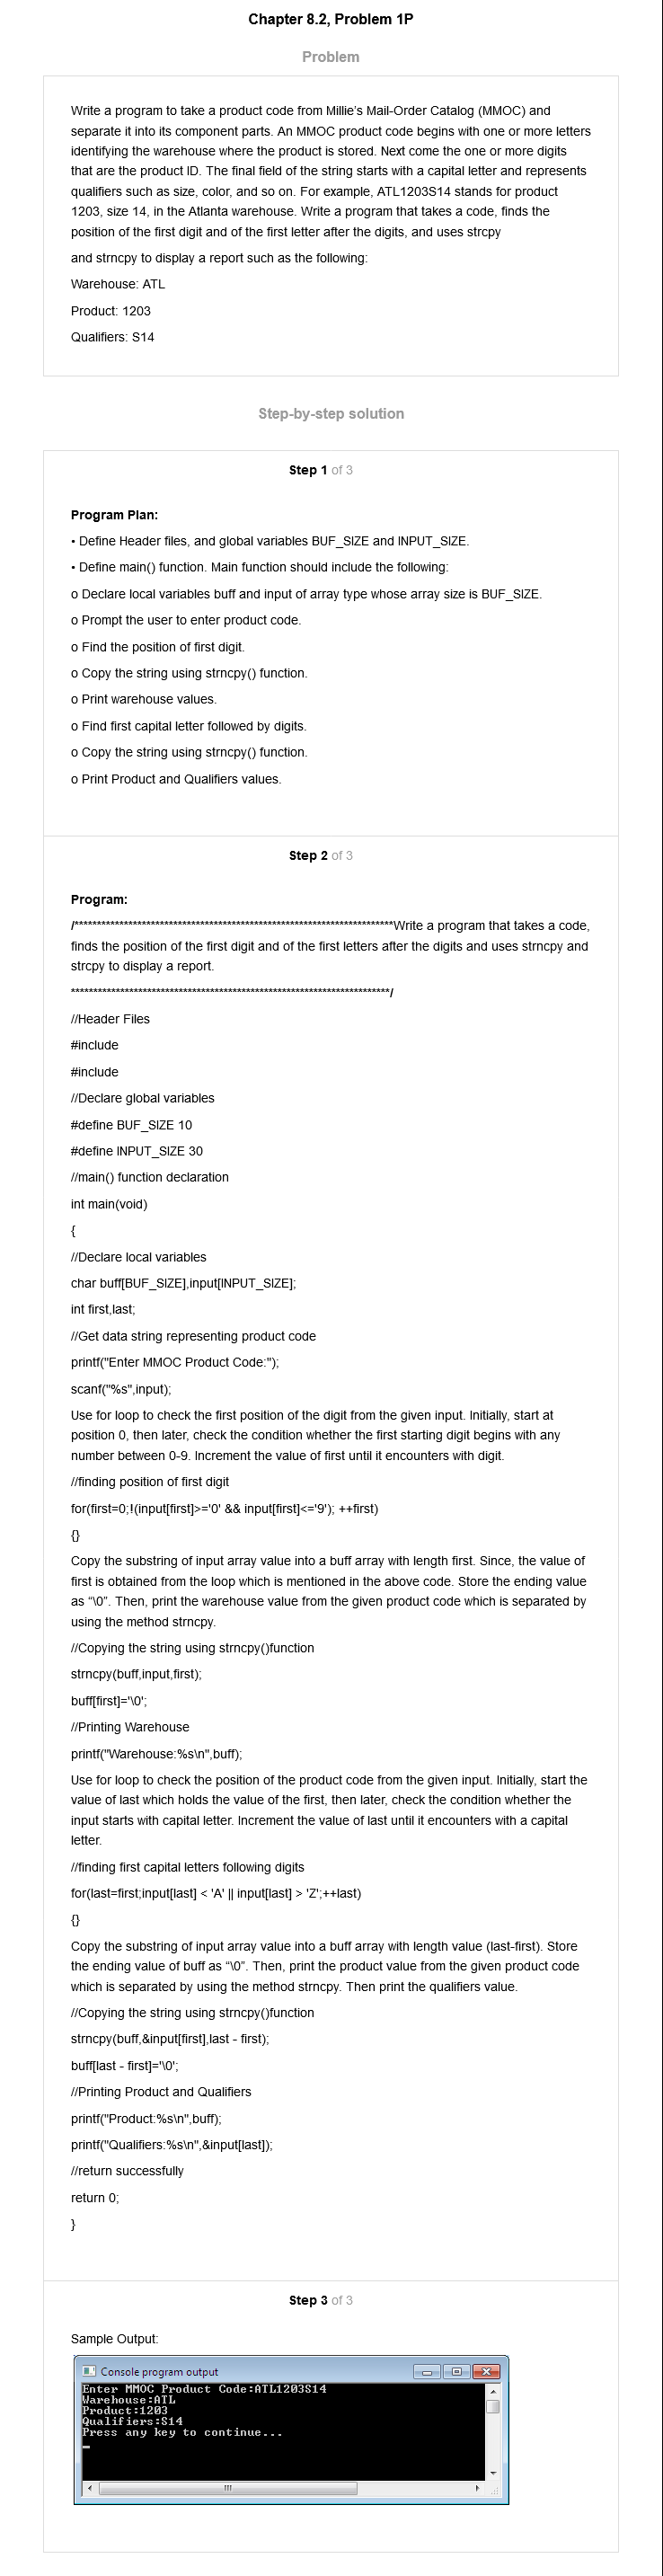 Chapter 8.2, Problem 1P
Problem
Write a program to take a product code from Millie's Mail-Order Catalog (MMOC) and
separate it into its component parts. An MMOC product code begins with one or more letters
identifying the warehouse where the product is stored. Next come the one or more digits
that are the product ID. The final field of the string starts with a capital letter and represents
qualifiers such as size, color, and so on. For example, ATL1203S14 stands for product
1203, size 14, in the Atlanta warehouse. Write a program that takes a code, finds the
position of the first digit and of the first letter after the digits, and uses strcpy
and strncpy to display a report such as the following:
Warehouse: ATL
Product: 1203
Qualifiers: S14
Step-by-step solution
Step 1 of 3
Program Plan:
• Define Header files, and global variables BUF_SIZE and INPUT_SIZE.
• Define main() function. Main function should include the following:
o Declare local variables buff and input of array type whose array size is BUF_SIZE.
o Prompt the user to enter product code.
o Find the position of first digit.
o Copy the string using strncpy() function.
o Print warehouse values.
o Find first capital letter followed by digits.
o Copy the string using strncpy() function.
o Print Product and Qualifiers values.
Step 2 of 3
Program:
/***********************************************************************Write a program that takes a code,
finds the position of the first digit and of the first letters after the digits and uses strncpy and
strcpy to display a report.
***********************************************************************/
//Header Files
#include
#include
//Declare global variables
#define BUF_SIZE 10
#define INPUT_SIZE 30
//main() function declaration
int main(void)
{
//Declare local variables
char buff[BUF_SIZE],input[INPUT_SIZE];
int first,last;
//Get data string representing product code
printf("Enter MMOC Product Code:");
scanf("%s",input);
Use for loop to check the first position of the digit from the given input. Initially, start at
position 0, then later, check the condition whether the first starting digit begins with any
number between 0-9. Increment the value of first until it encounters with digit.
//finding position of first digit
for(first=0;!(input[first]>='0' && input[first]<='9'); ++first)
{}
Copy the substring of input array value into a buff array with length first. Since, the value of
first is obtained from the loop which is mentioned in the above code. Store the ending value
as “\0”. Then, print the warehouse value from the given product code which is separated by
using the method strncpy.
//Copying the string using strncpy()function
strncpy(buff,input,first);
buff[first]='\0';
//Printing Warehouse
printf("Warehouse:%s\n",buff);
Use for loop to check the position of the product code from the given input. Initially, start the
value of last which holds the value of the first, then later, check the condition whether the
input starts with capital letter. Increment the value of last until it encounters with a capital
letter.
//finding first capital letters following digits
for(last=first;input[last] < 'A' || input[last] > 'Z';++last)
{}
Copy the substring of input array value into a buff array with length value (last-first). Store
the ending value of buff as “\0”. Then, print the product value from the given product code
which is separated by using the method strncpy. Then print the qualifiers value.
//Copying the string using strncpy()function
strncpy(buff,&input[first],last - first);
buff[last - first]='\0';
//Printing Product and Qualifiers
printf("Product:%s\n",buff);
printf("Qualifiers:%s\n",&input[last]);
//return successfully
return 0;
}
Step 3 of 3
Sample Output:
Console program output
Enter MMOC Product Code:ATL1203S14
Warehouse:ATL
Product:1203
Qualifiers:S14
Press any key to continue...